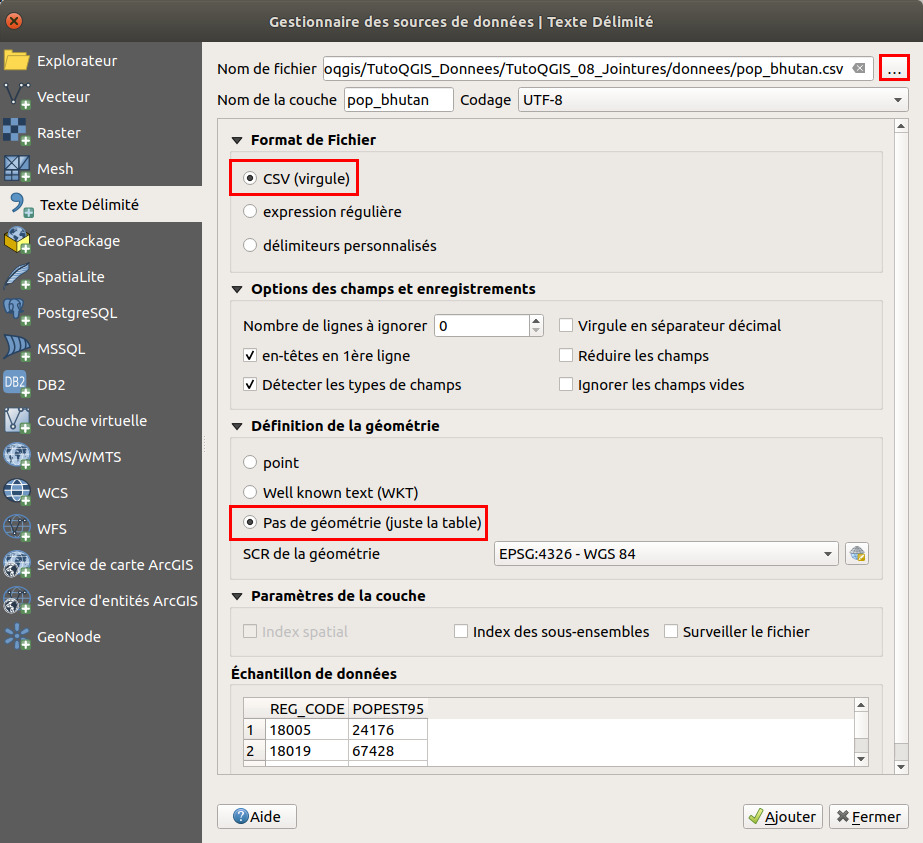 Gestionnaire des sources de données | Texte Délimité
Explorateur
Vecteur
Raster
Mesh
Texte Délimité
GeoPackage
SpatiaLite
PostgreSQL
MSSQL
DB2 DB2
Couche virtuelle
WMS/WMTS
WCS
WFS
Service de carte ArcGIS
Service d'entités ArcGIS
GeoNode
Nom de fichier oqgis/TutoQGIS_Donnees/TutoQGIS_08_Jointures/donnees/pop_bhutan.csv ...
Nom de la couche pop_bhutan Codage UTF-8
Format de Fichier
CSV (virgule)
expression régulière
délimiteurs personnalisés
Options des champs et enregistrements
Nombre de lignes à ignorer 0 Virgule en séparateur décimal
en-têtes en 1ère ligne Réduire les champs
Détecter les types de champs Ignorer les champs vides
Définition de la géométrie
point
Well known text (WKT)
Pas de géométrie (juste la table)
SCR de la géométrie EPSG:4326 - WGS 84
Paramètres de la couche
Index spatial Index des sous-ensembles Surveiller le fichier
Échantillon de données
REG_CODE POPEST95
1 18005 24176
2 18019 67428
Aide Ajouter Fermer